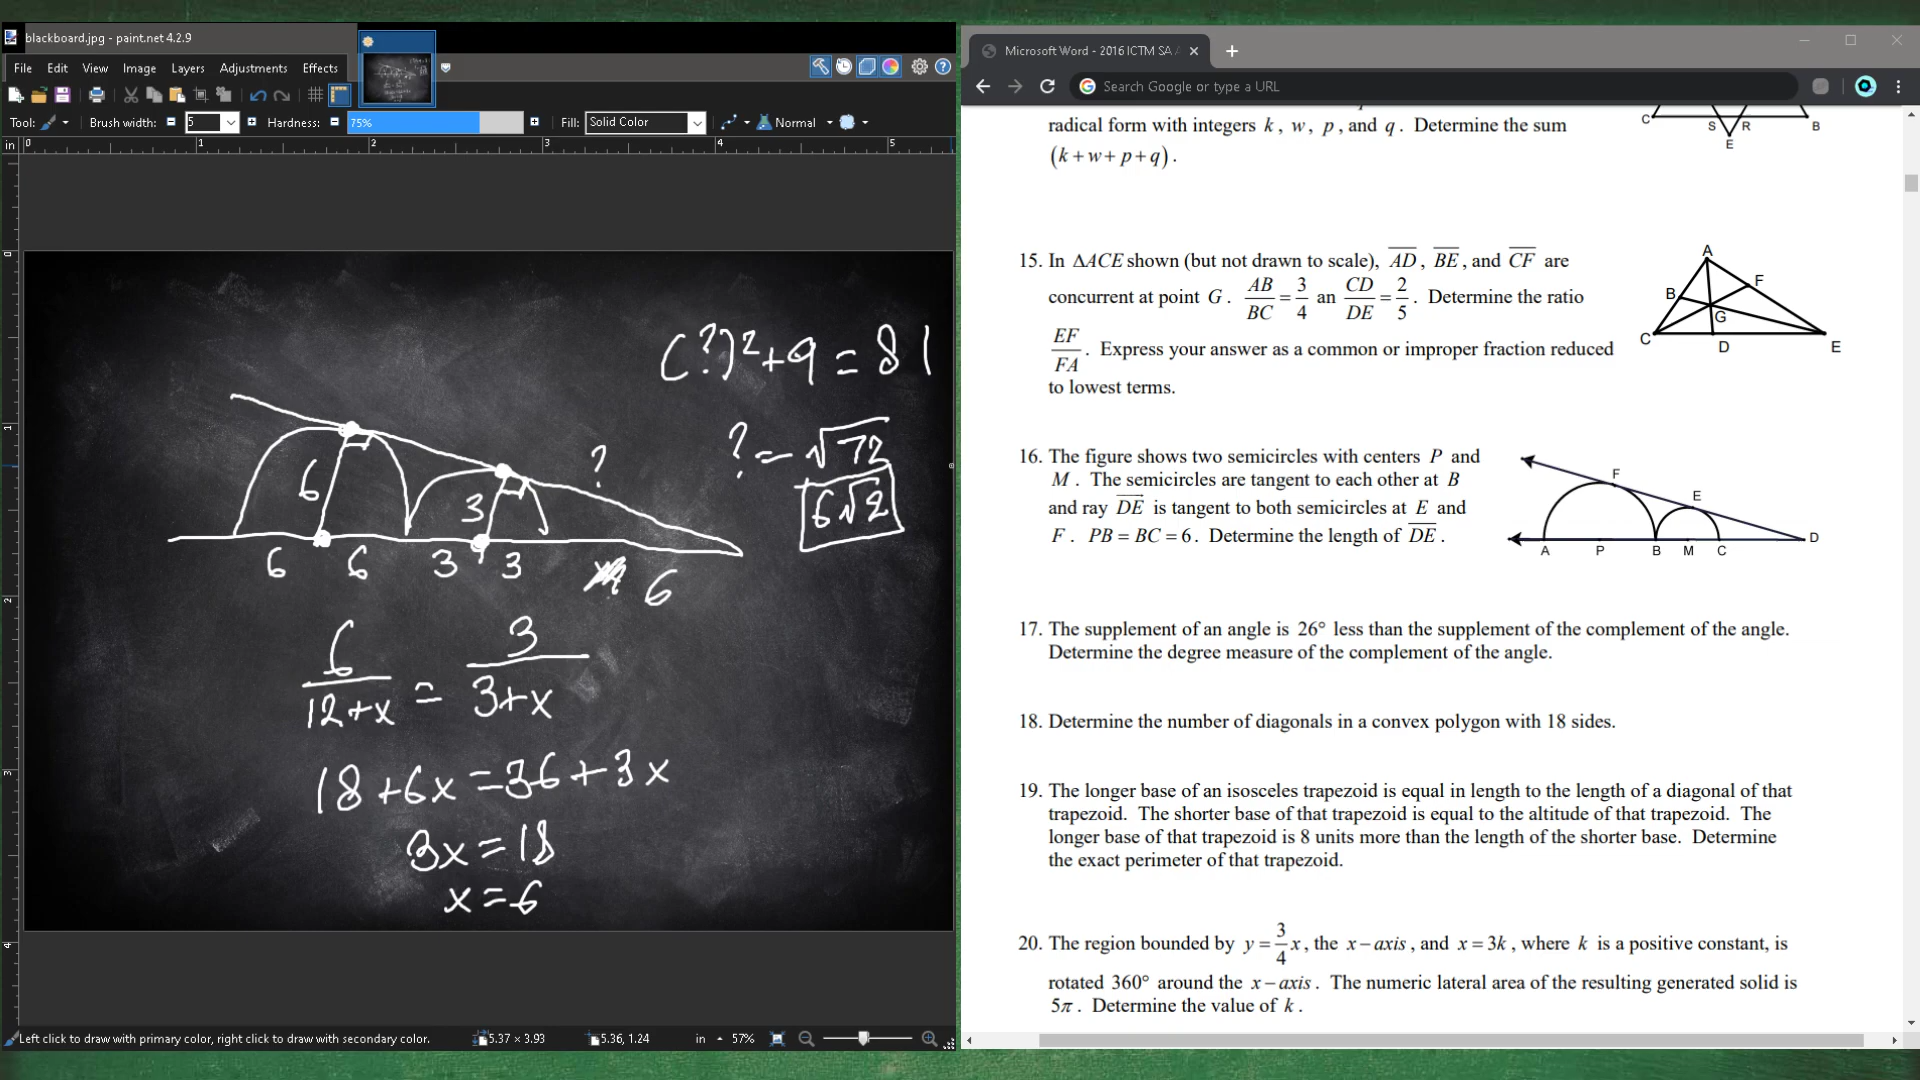 blackboard.jpg - paint.net 4.2.9
File Edit View Image Layers Adjustments Effects
Tool: Brush width: 5 Hardness: 75% Fill: Solid Color Normal
in 0 1 2 3 4 5
0
1
2
3
4
(?)² + 9 = 81
? = √72
6√2
?
6
3
6 6 3 3 6
6/(12+x) = 3/(3+x)
18+6x = 36+3x
3x = 18
x = 6
Left click to draw with primary color, right click to draw with secondary color. 5.37 × 3.93 5.36, 1.24 in 57%
Microsoft Word - 2016 ICTM SA
Search Google or type a URL
radical form with integers k, w, p, and q. Determine the sum
(k+w+p+q).
C S R B
E
15. In ΔACE shown (but not drawn to scale), AD, BE, and CF are
concurrent at point G. AB/BC = 3/4 an CD/DE = 2/5. Determine the ratio
EF/FA. Express your answer as a common or improper fraction reduced
to lowest terms.
A
F
B
G
C D E
16. The figure shows two semicircles with centers P and
M. The semicircles are tangent to each other at B
and ray DE is tangent to both semicircles at E and
F. PB = BC = 6. Determine the length of DE.
F
E
D
A P B M C
17. The supplement of an angle is 26° less than the supplement of the complement of the angle.
Determine the degree measure of the complement of the angle.
18. Determine the number of diagonals in a convex polygon with 18 sides.
19. The longer base of an isosceles trapezoid is equal in length to the length of a diagonal of that
trapezoid. The shorter base of that trapezoid is equal to the altitude of that trapezoid. The
longer base of that trapezoid is 8 units more than the length of the shorter base. Determine
the exact perimeter of that trapezoid.
20. The region bounded by y = 3/4 x, the x-axis, and x = 3k, where k is a positive constant, is
rotated 360° around the x-axis. The numeric lateral area of the resulting generated solid is
5π. Determine the value of k.